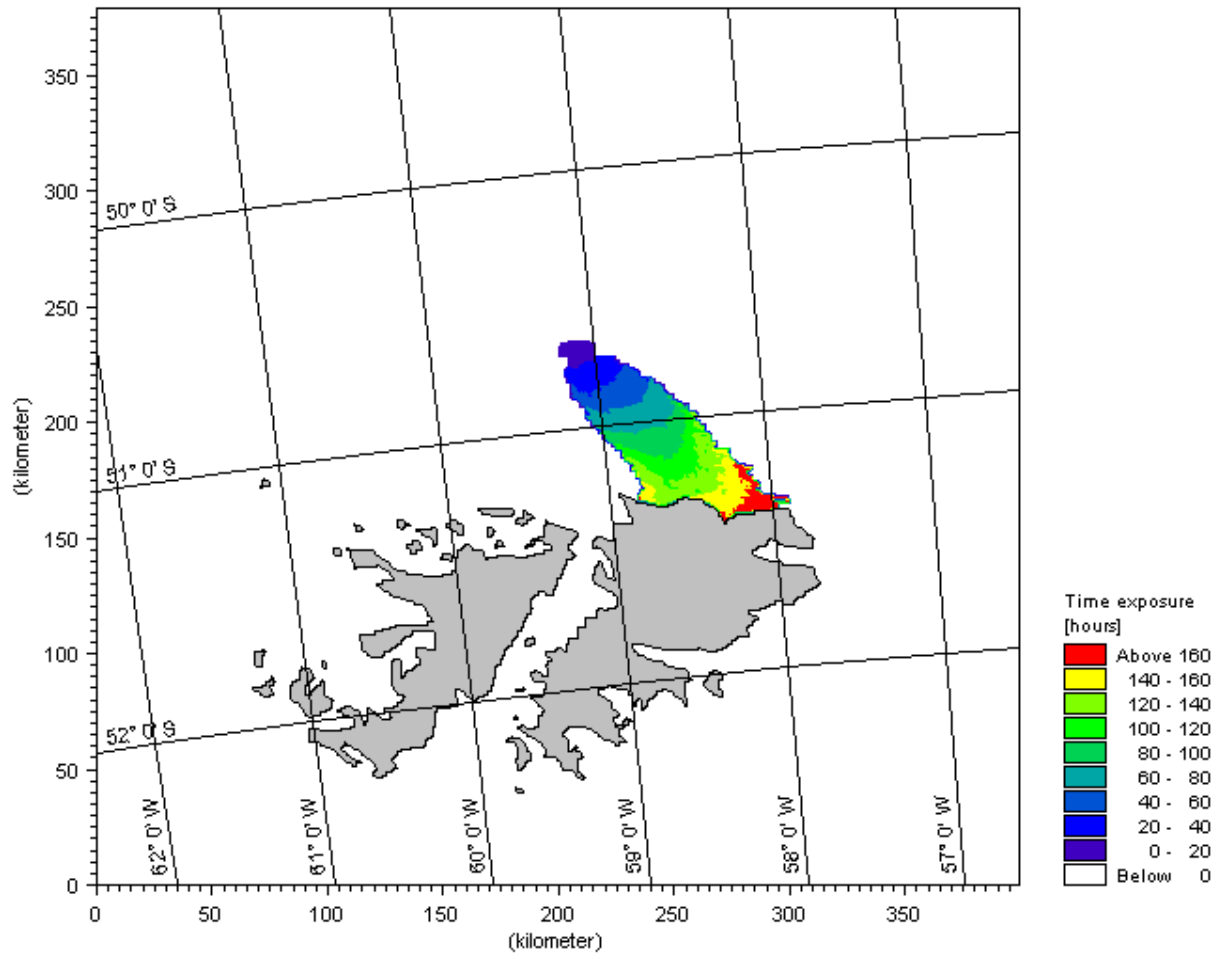 350
300
250
200
150
100
50
0
(kilometer)
50° 0' S
51° 0' S
52° 0' S
62° 0' W
61° 0' W
60° 0' W
59° 0' W
58° 0' W
57° 0' W
0 50 100 150 200 250 300 350
(kilometer)
Time exposure
[hours]
Above 160
140 - 160
120 - 140
100 - 120
80 - 100
60 - 80
40 - 60
20 - 40
0 - 20
Below 0